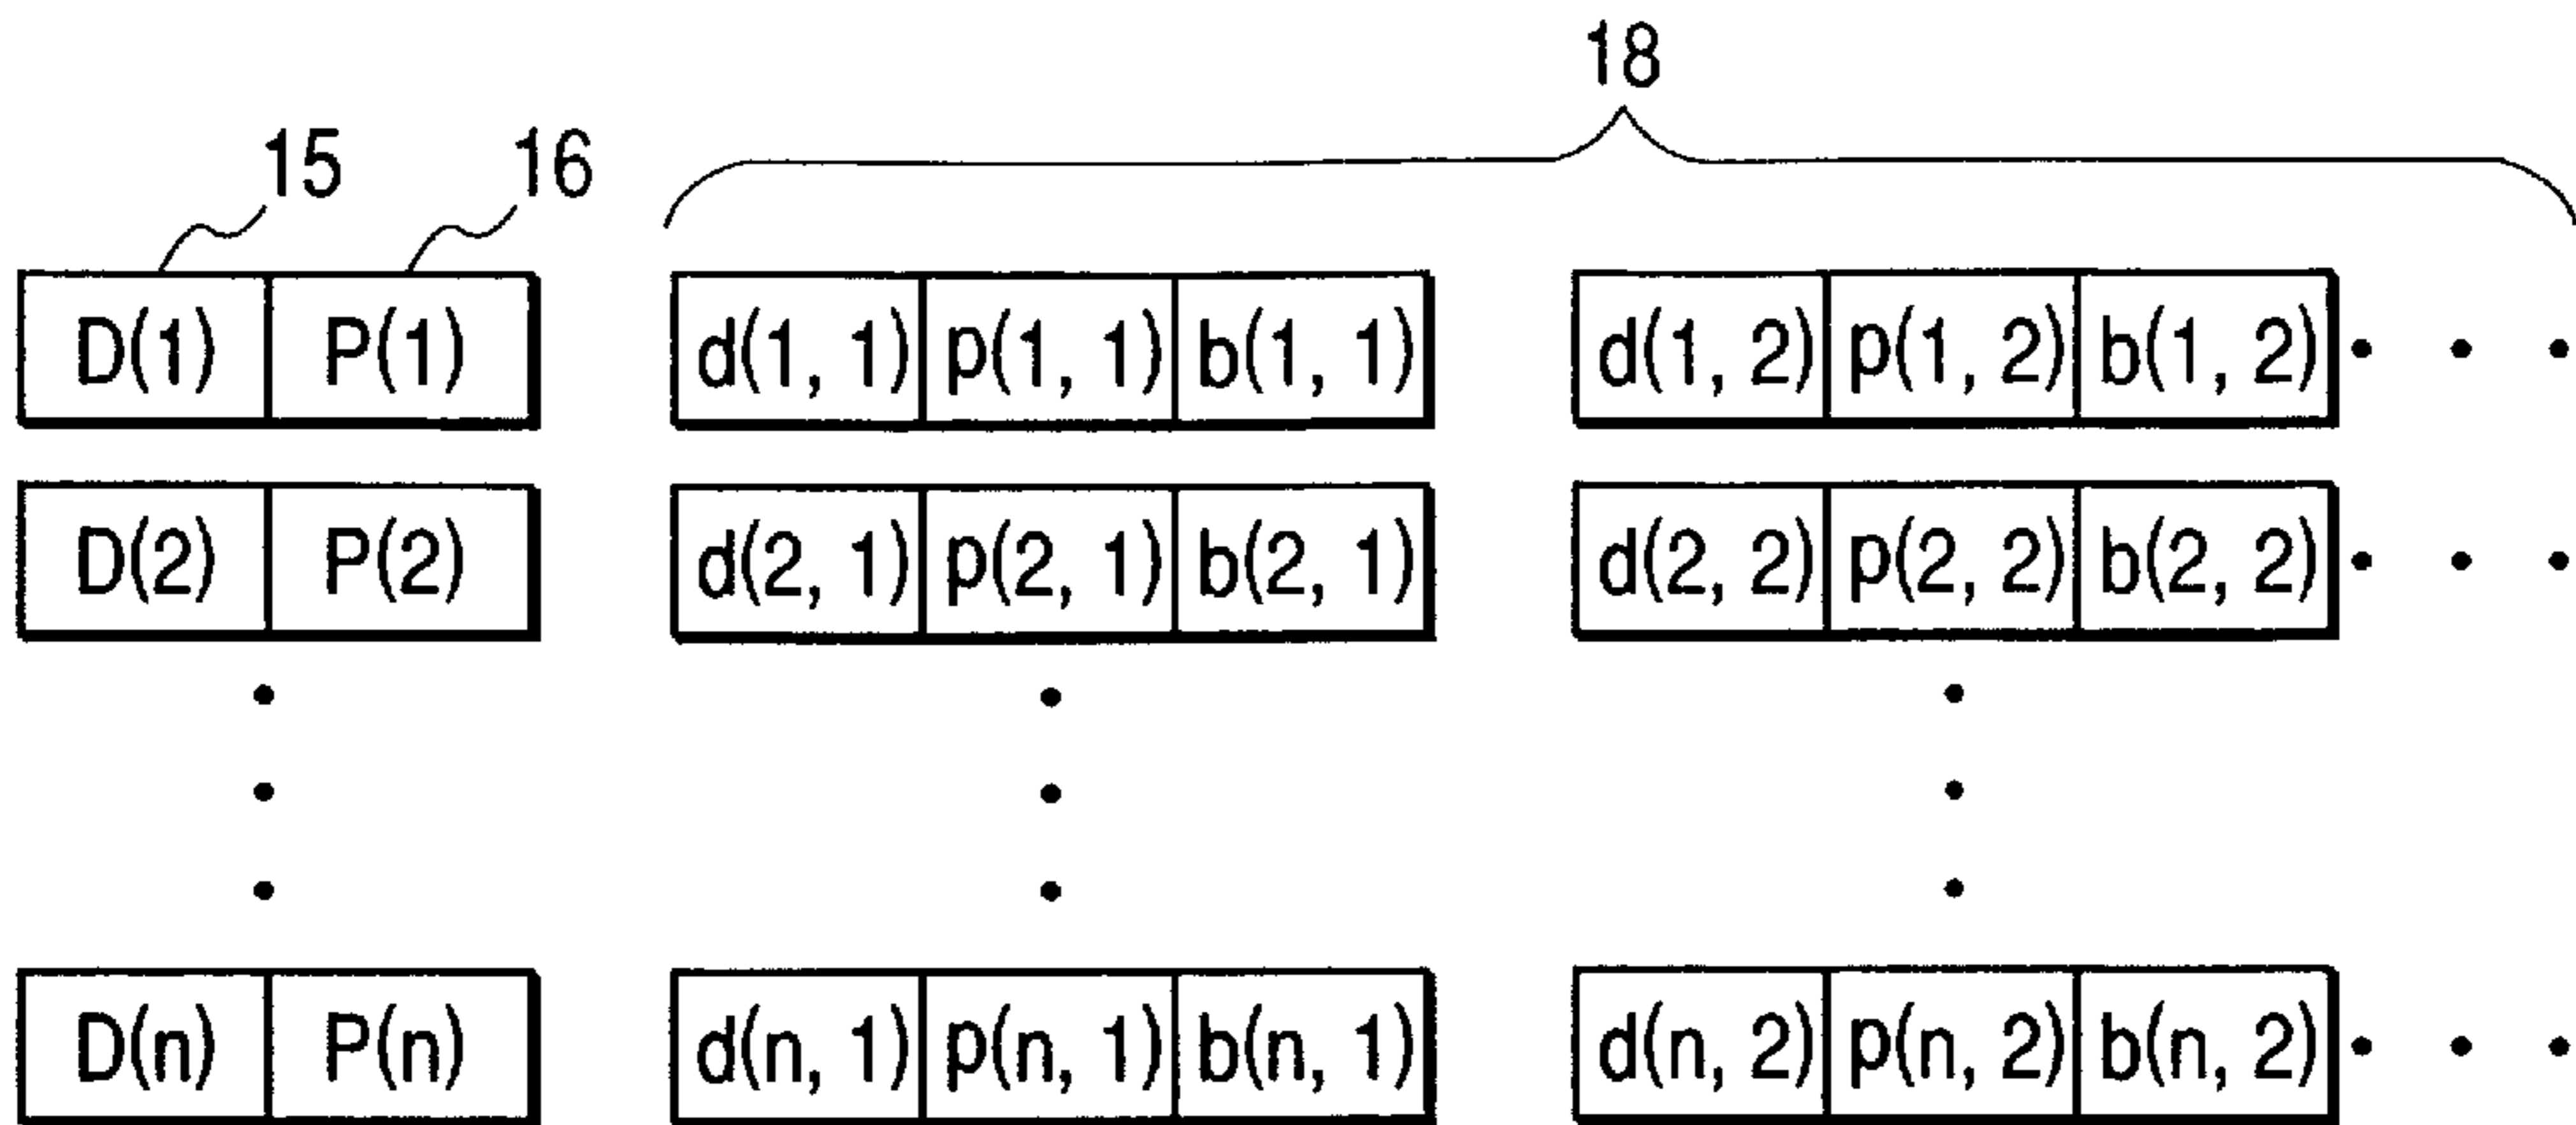 18
15 16
D(1) P(1) d(1, 1) p(1, 1) b(1, 1) d(1, 2) p(1, 2) b(1, 2) • • •
D(2) P(2) d(2, 1) p(2, 1) b(2, 1) d(2, 2) p(2, 2) b(2, 2) • • •
D(n) P(n) d(n, 1) p(n, 1) b(n, 1) d(n, 2) p(n, 2) b(n, 2) • • •